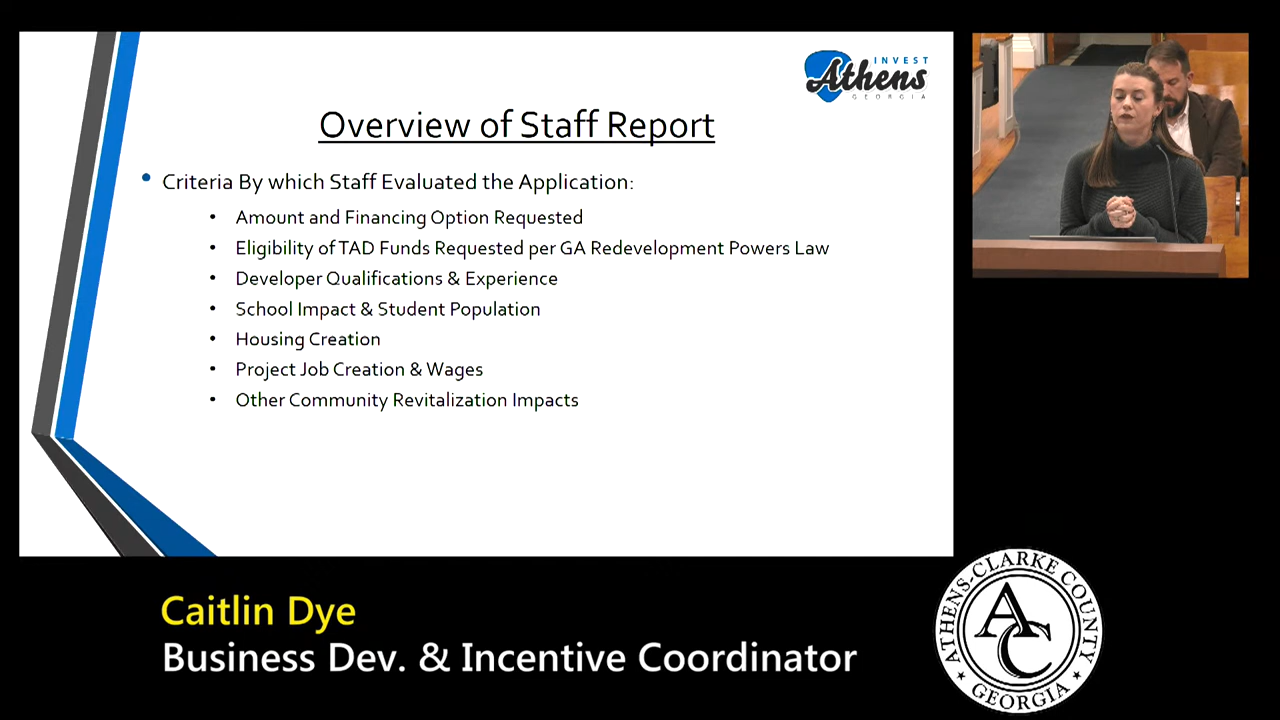 INVEST
Athens
GEORGIA
Overview of Staff Report
• Criteria By which Staff Evaluated the Application:
• Amount and Financing Option Requested
• Eligibility of TAD Funds Requested per GA Redevelopment Powers Law
• Developer Qualifications & Experience
• School Impact & Student Population
• Housing Creation
• Project Job Creation & Wages
• Other Community Revitalization Impacts
Caitlin Dye
Business Dev. & Incentive Coordinator
ATHENS-CLARKE COUNTY
AC
GEORGIA